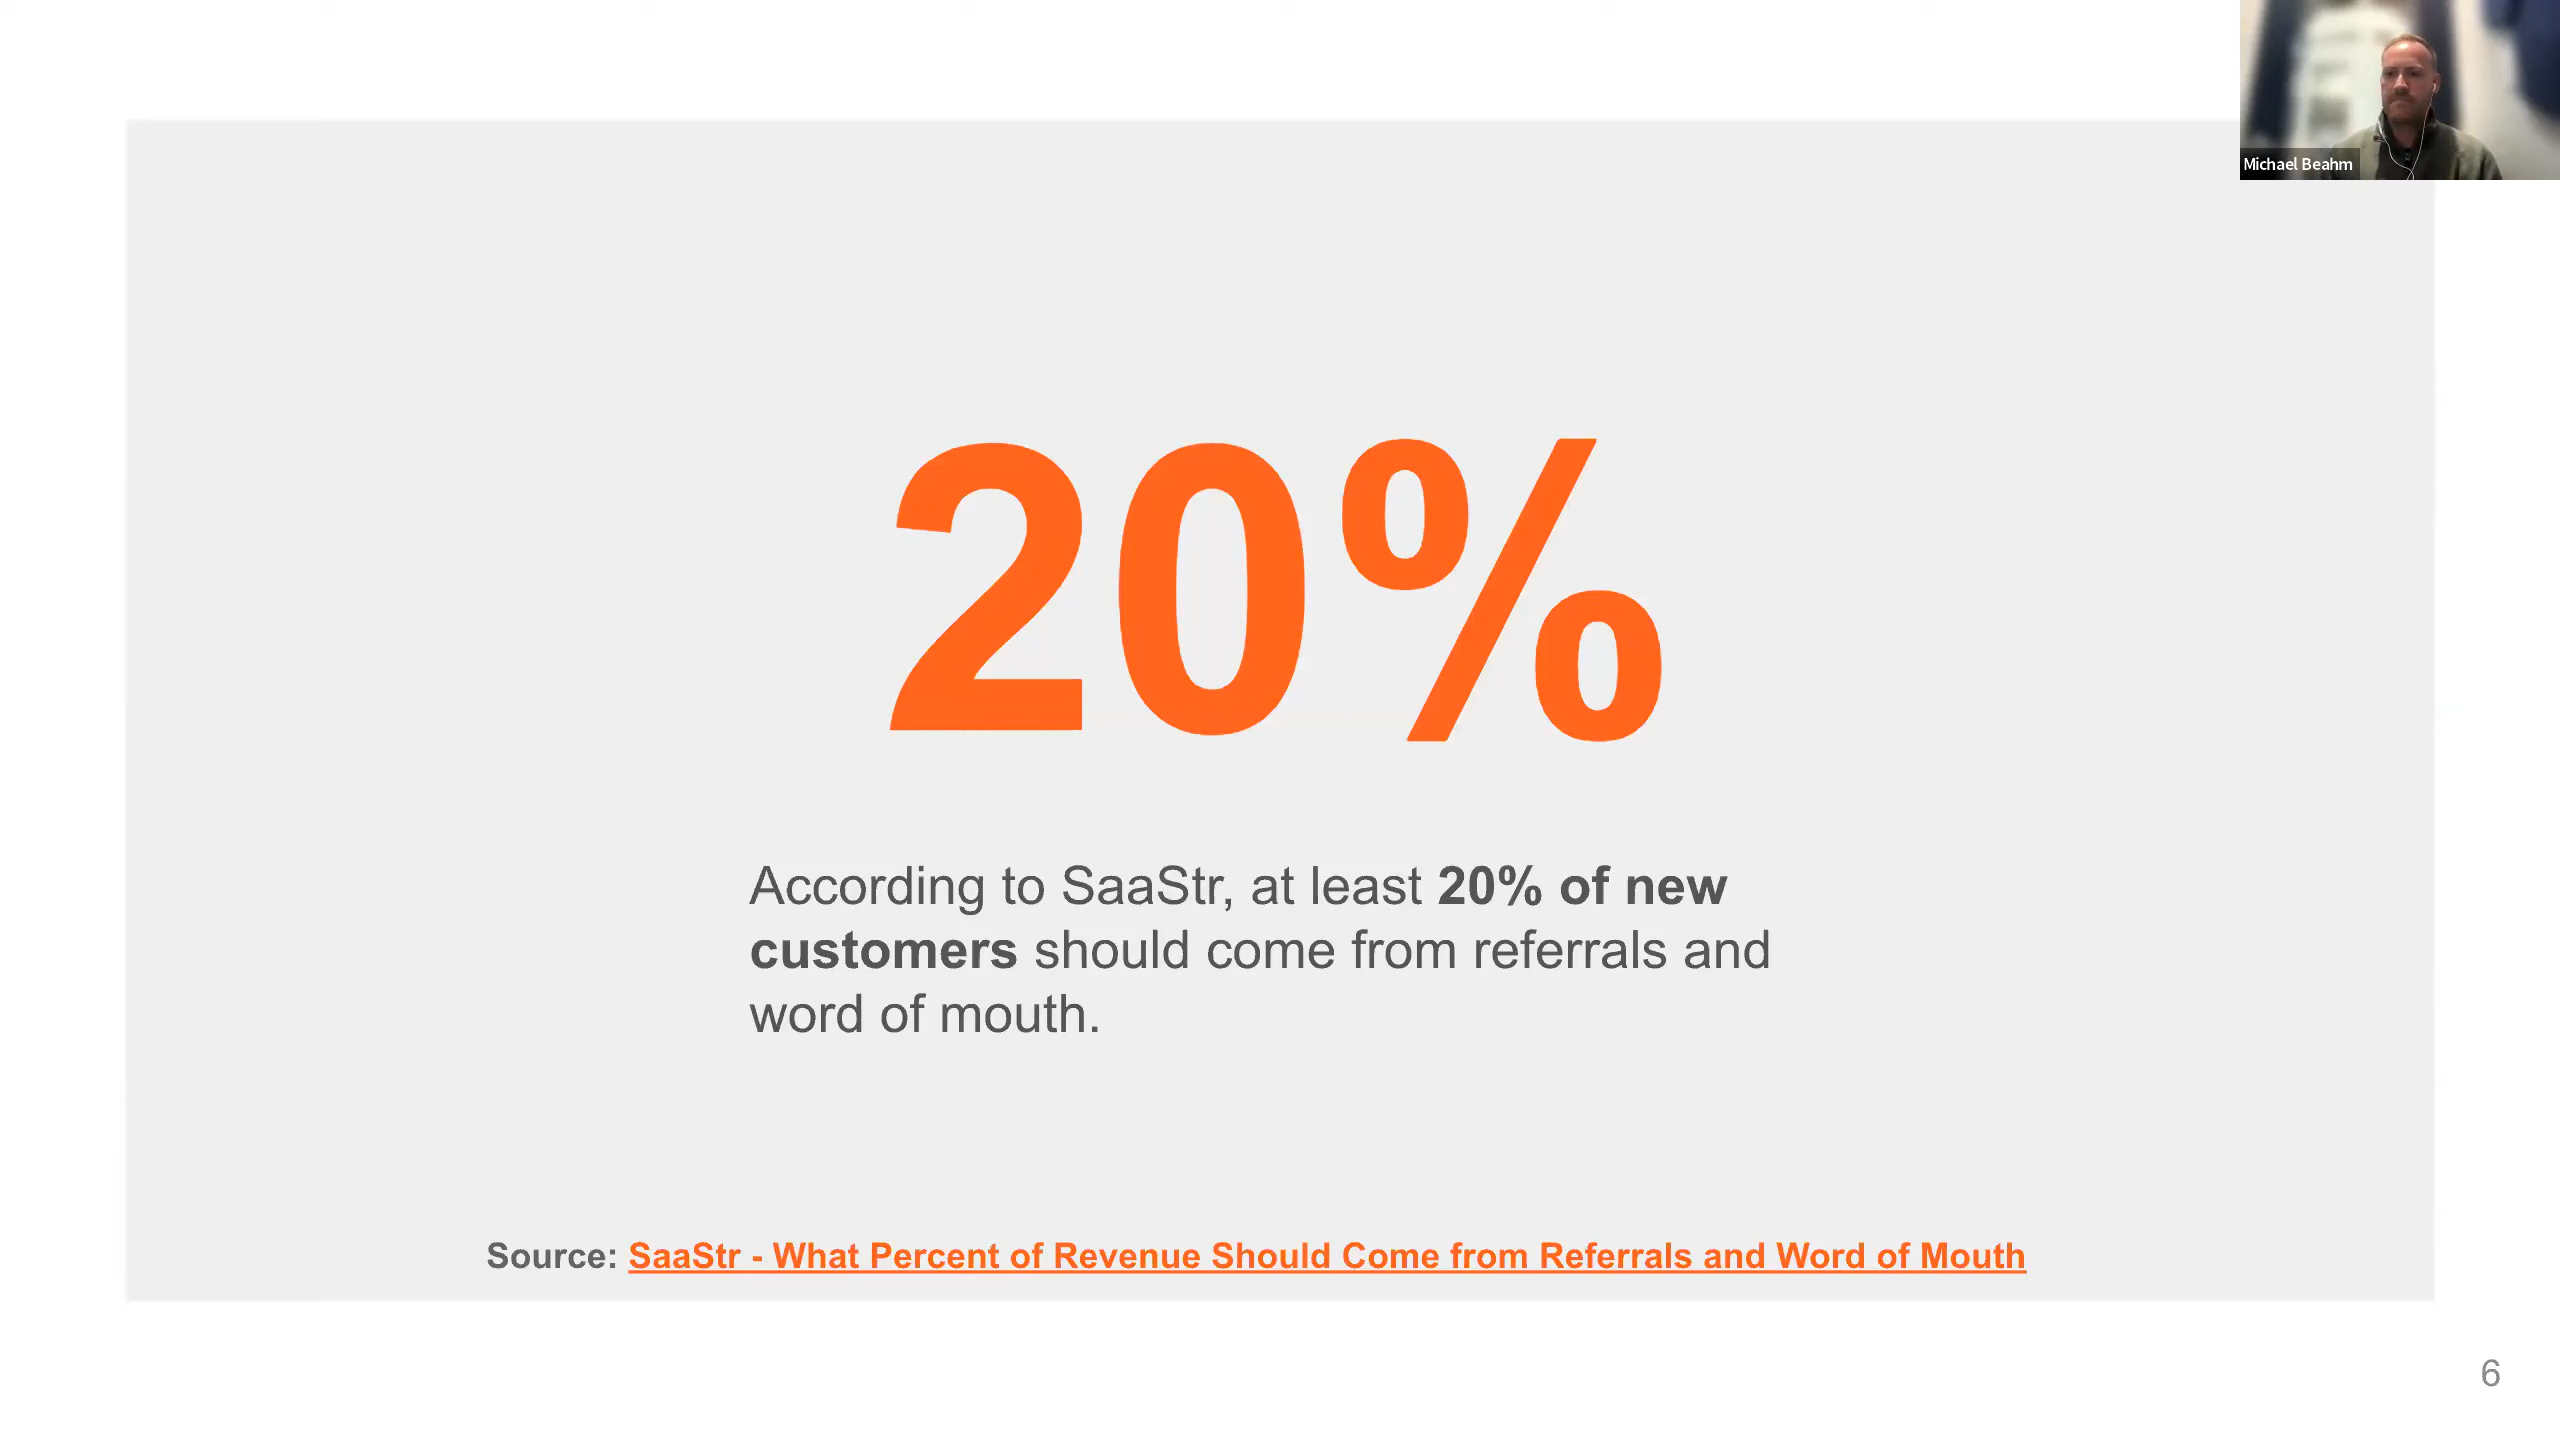 Michael Beahm
20%
According to SaaStr, at least 20% of new
customers should come from referrals and
word of mouth.
Source: SaaStr - What Percent of Revenue Should Come from Referrals and Word of Mouth
6